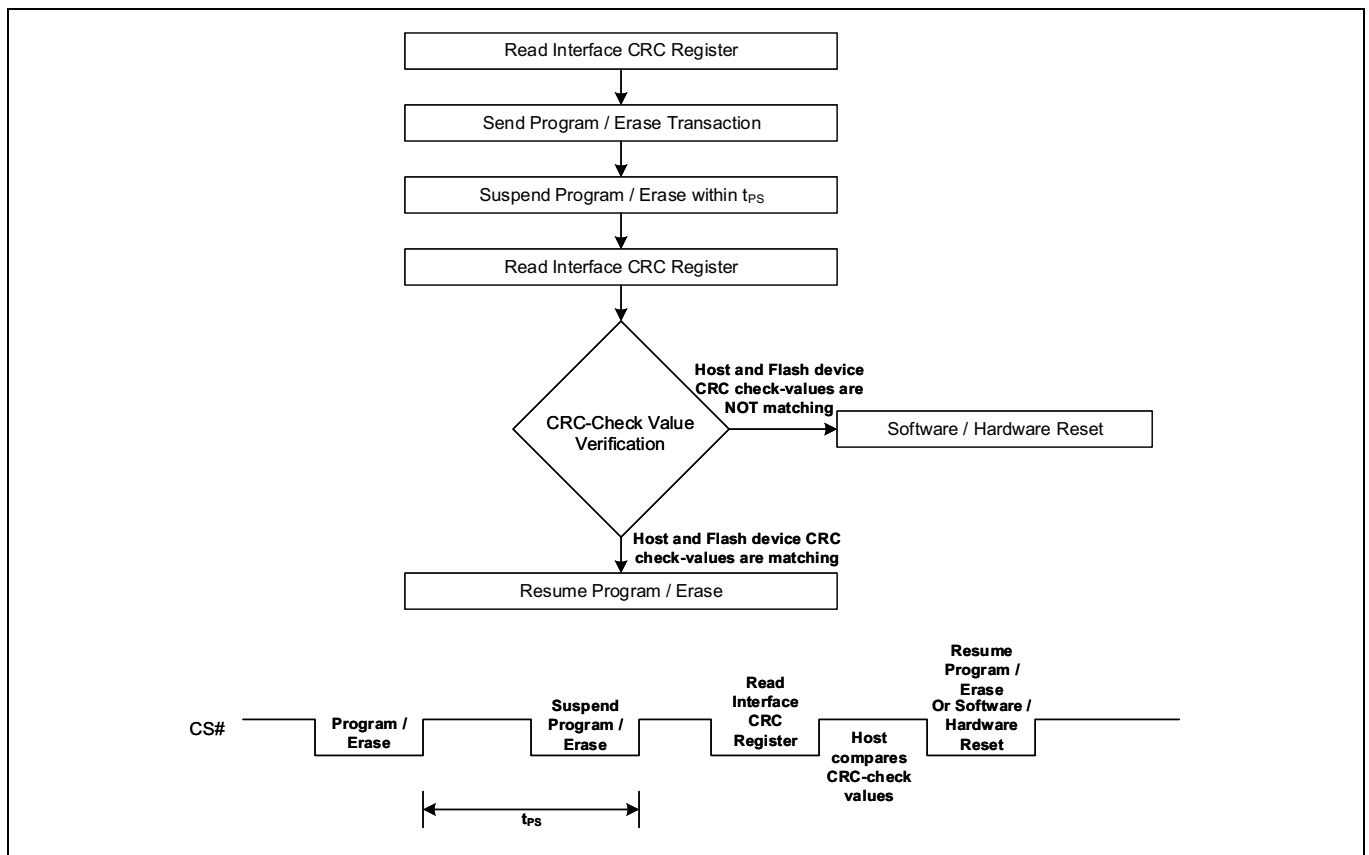 Read Interface CRC Register
Send Program / Erase Transaction
Suspend Program / Erase within tPS
Read Interface CRC Register
Host and Flash device
CRC check-values are
NOT matching
CRC-Check Value
Verification
Software / Hardware Reset
Host and Flash device CRC
check-values are matching
Resume Program / Erase
CS#
Program /
Erase
Suspend
Program /
Erase
Read
Interface
CRC
Register
Host
compares
CRC-check
values
Resume
Program /
Erase
Or Software /
Hardware
Reset
tPS